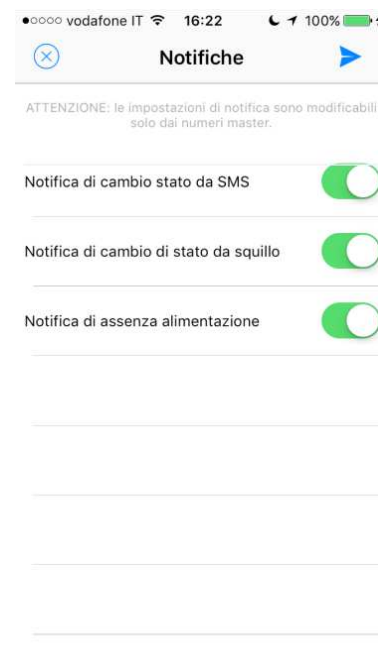 vodafone IT 16:22 100%
Notifiche
ATTENZIONE: le impostazioni di notifica sono modificabili
solo dai numeri master.
Notifica di cambio stato da SMS
Notifica di cambio di stato da squillo
Notifica di assenza alimentazione